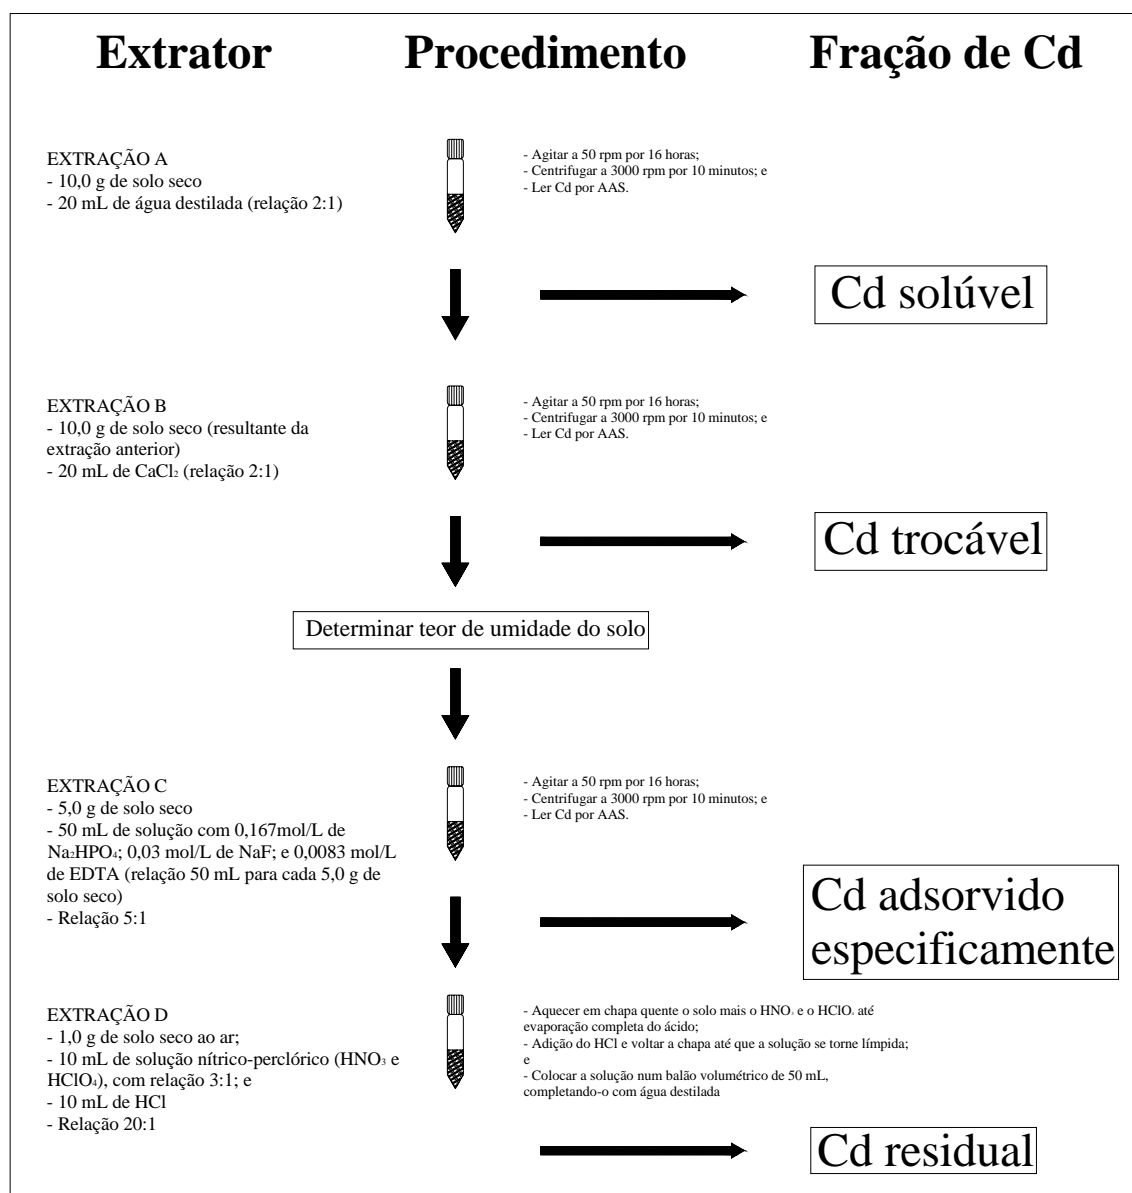 Extrator Procedimento Fração de Cd
EXTRAÇÃO A
- 10,0 g de solo seco
- 20 mL de água destilada (relação 2:1)
- Agitar a 50 rpm por 16 horas;
- Centrifugar a 3000 rpm por 10 minutos; e
- Ler Cd por AAS.
Cd solúvel
EXTRAÇÃO B
- 10,0 g de solo seco (resultante da
extração anterior)
- 20 mL de CaCl₂ (relação 2:1)
- Agitar a 50 rpm por 16 horas;
- Centrifugar a 3000 rpm por 10 minutos; e
- Ler Cd por AAS.
Cd trocável
Determinar teor de umidade do solo
EXTRAÇÃO C
- 5,0 g de solo seco
- 50 mL de solução com 0,167mol/L de
Na₂HPO₄; 0,03 mol/L de NaF; e 0,0083 mol/L
de EDTA (relação 50 mL para cada 5,0 g de
solo seco)
- Relação 5:1
- Agitar a 50 rpm por 16 horas;
- Centrifugar a 3000 rpm por 10 minutos; e
- Ler Cd por AAS.
Cd adsorvido
especificamente
EXTRAÇÃO D
- 1,0 g de solo seco ao ar;
- 10 mL de solução nítrico-perclórico (HNO₃ e
HClO₄), com relação 3:1; e
- 10 mL de HCl
- Relação 20:1
- Aquecer em chapa quente o solo mais o HNO₃ e o HClO₄ até
evaporação completa do ácido;
- Adição do HCl e voltar a chapa até que a solução se torne límpida;
e
- Colocar a solução num balão volumétrico de 50 mL,
completando-o com água destilada
Cd residual